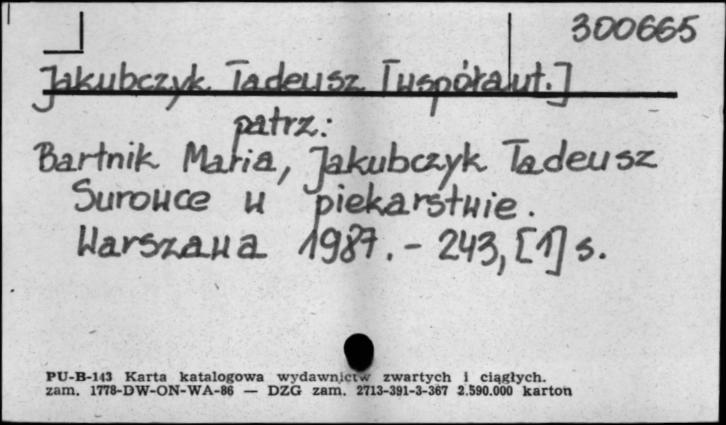 300665
Jakubczyk Tadeusz [współaut.]
patrz:
Bartnik Maria, Jakubczyk Tadeusz
Surowce w piekarstwie.
Warszawa 1987. - 243, [1] s.
PU-B-143 Karta katalogowa wydawnictw zwartych i ciągłych.
zam. 1778-DW-ON-WA-86 — DZG zam. 2713-391-3-367 2.590.000 karton